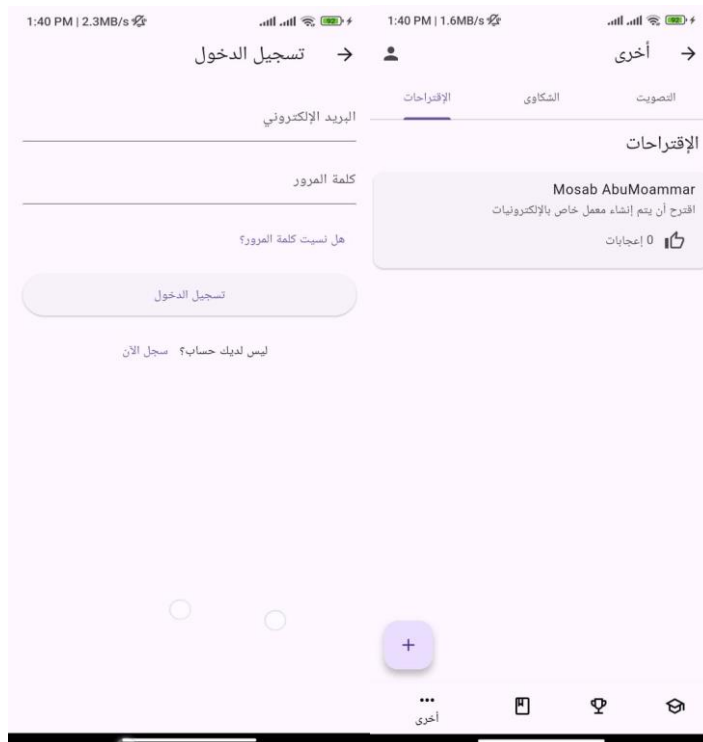 1:40 PM | 2.3MB/s
92
تسجيل الدخول
البريد الإلكتروني
كلمة المرور
هل نسيت كلمة المرور؟
تسجيل الدخول
ليس لديك حساب؟ سجل الآن
1:40 PM | 1.6MB/s
92
أخرى
التصويت
الشكاوى
الإقتراحات
الإقتراحات
Mosab AbuMoammar
اقترح أن يتم إنشاء معمل خاص بالإلكترونيات
0 إعجابات
+
أخرى